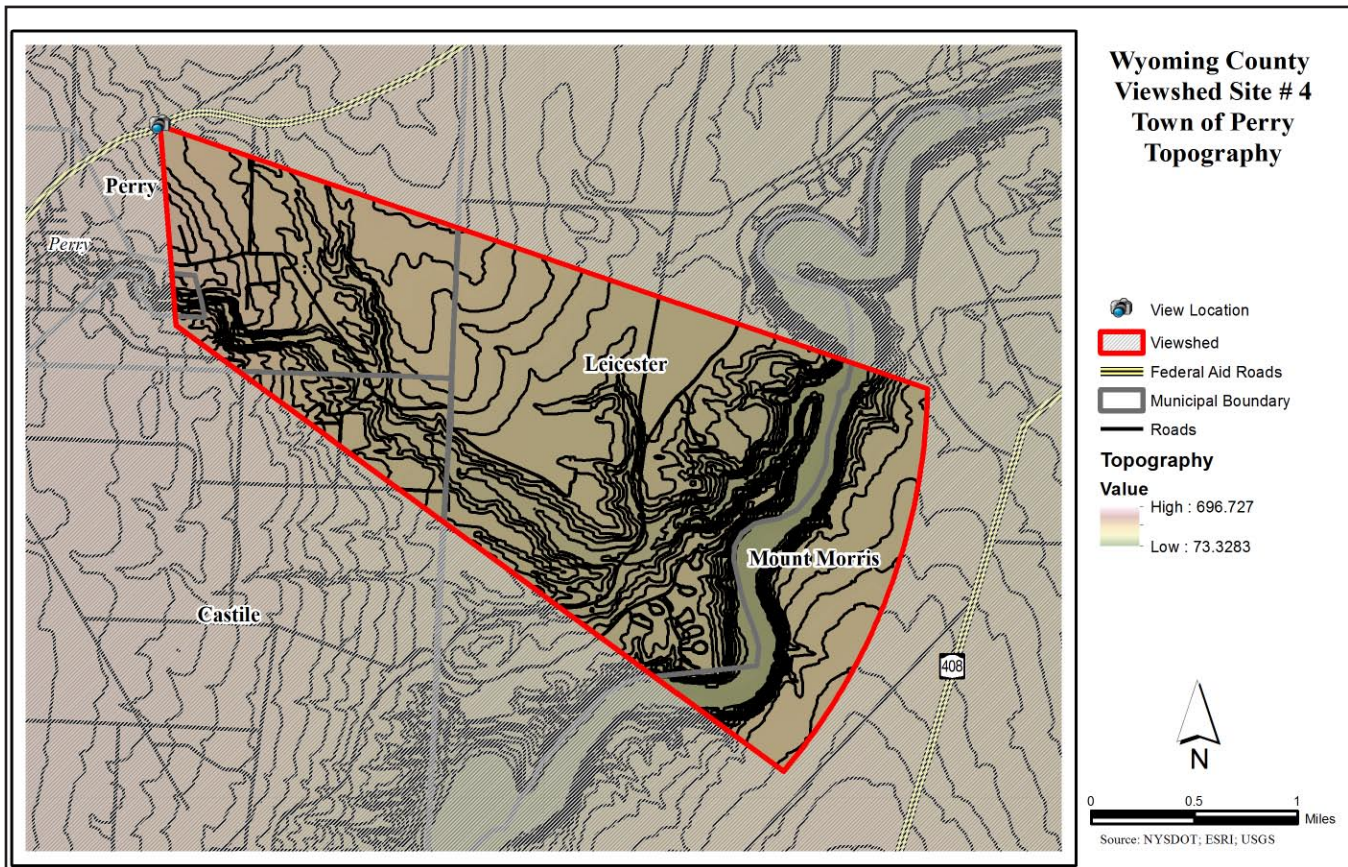 Wyoming County
Viewshed Site # 4
Town of Perry
Topography
Perry
Perry
Leicester
Mount Morris
Castile
408
View Location
Viewshed
Federal Aid Roads
Municipal Boundary
Roads
Topography
Value
High : 696.727
Low : 73.3283
N
0 0.5 1
Miles
Source: NYSDOT; ESRI; USGS